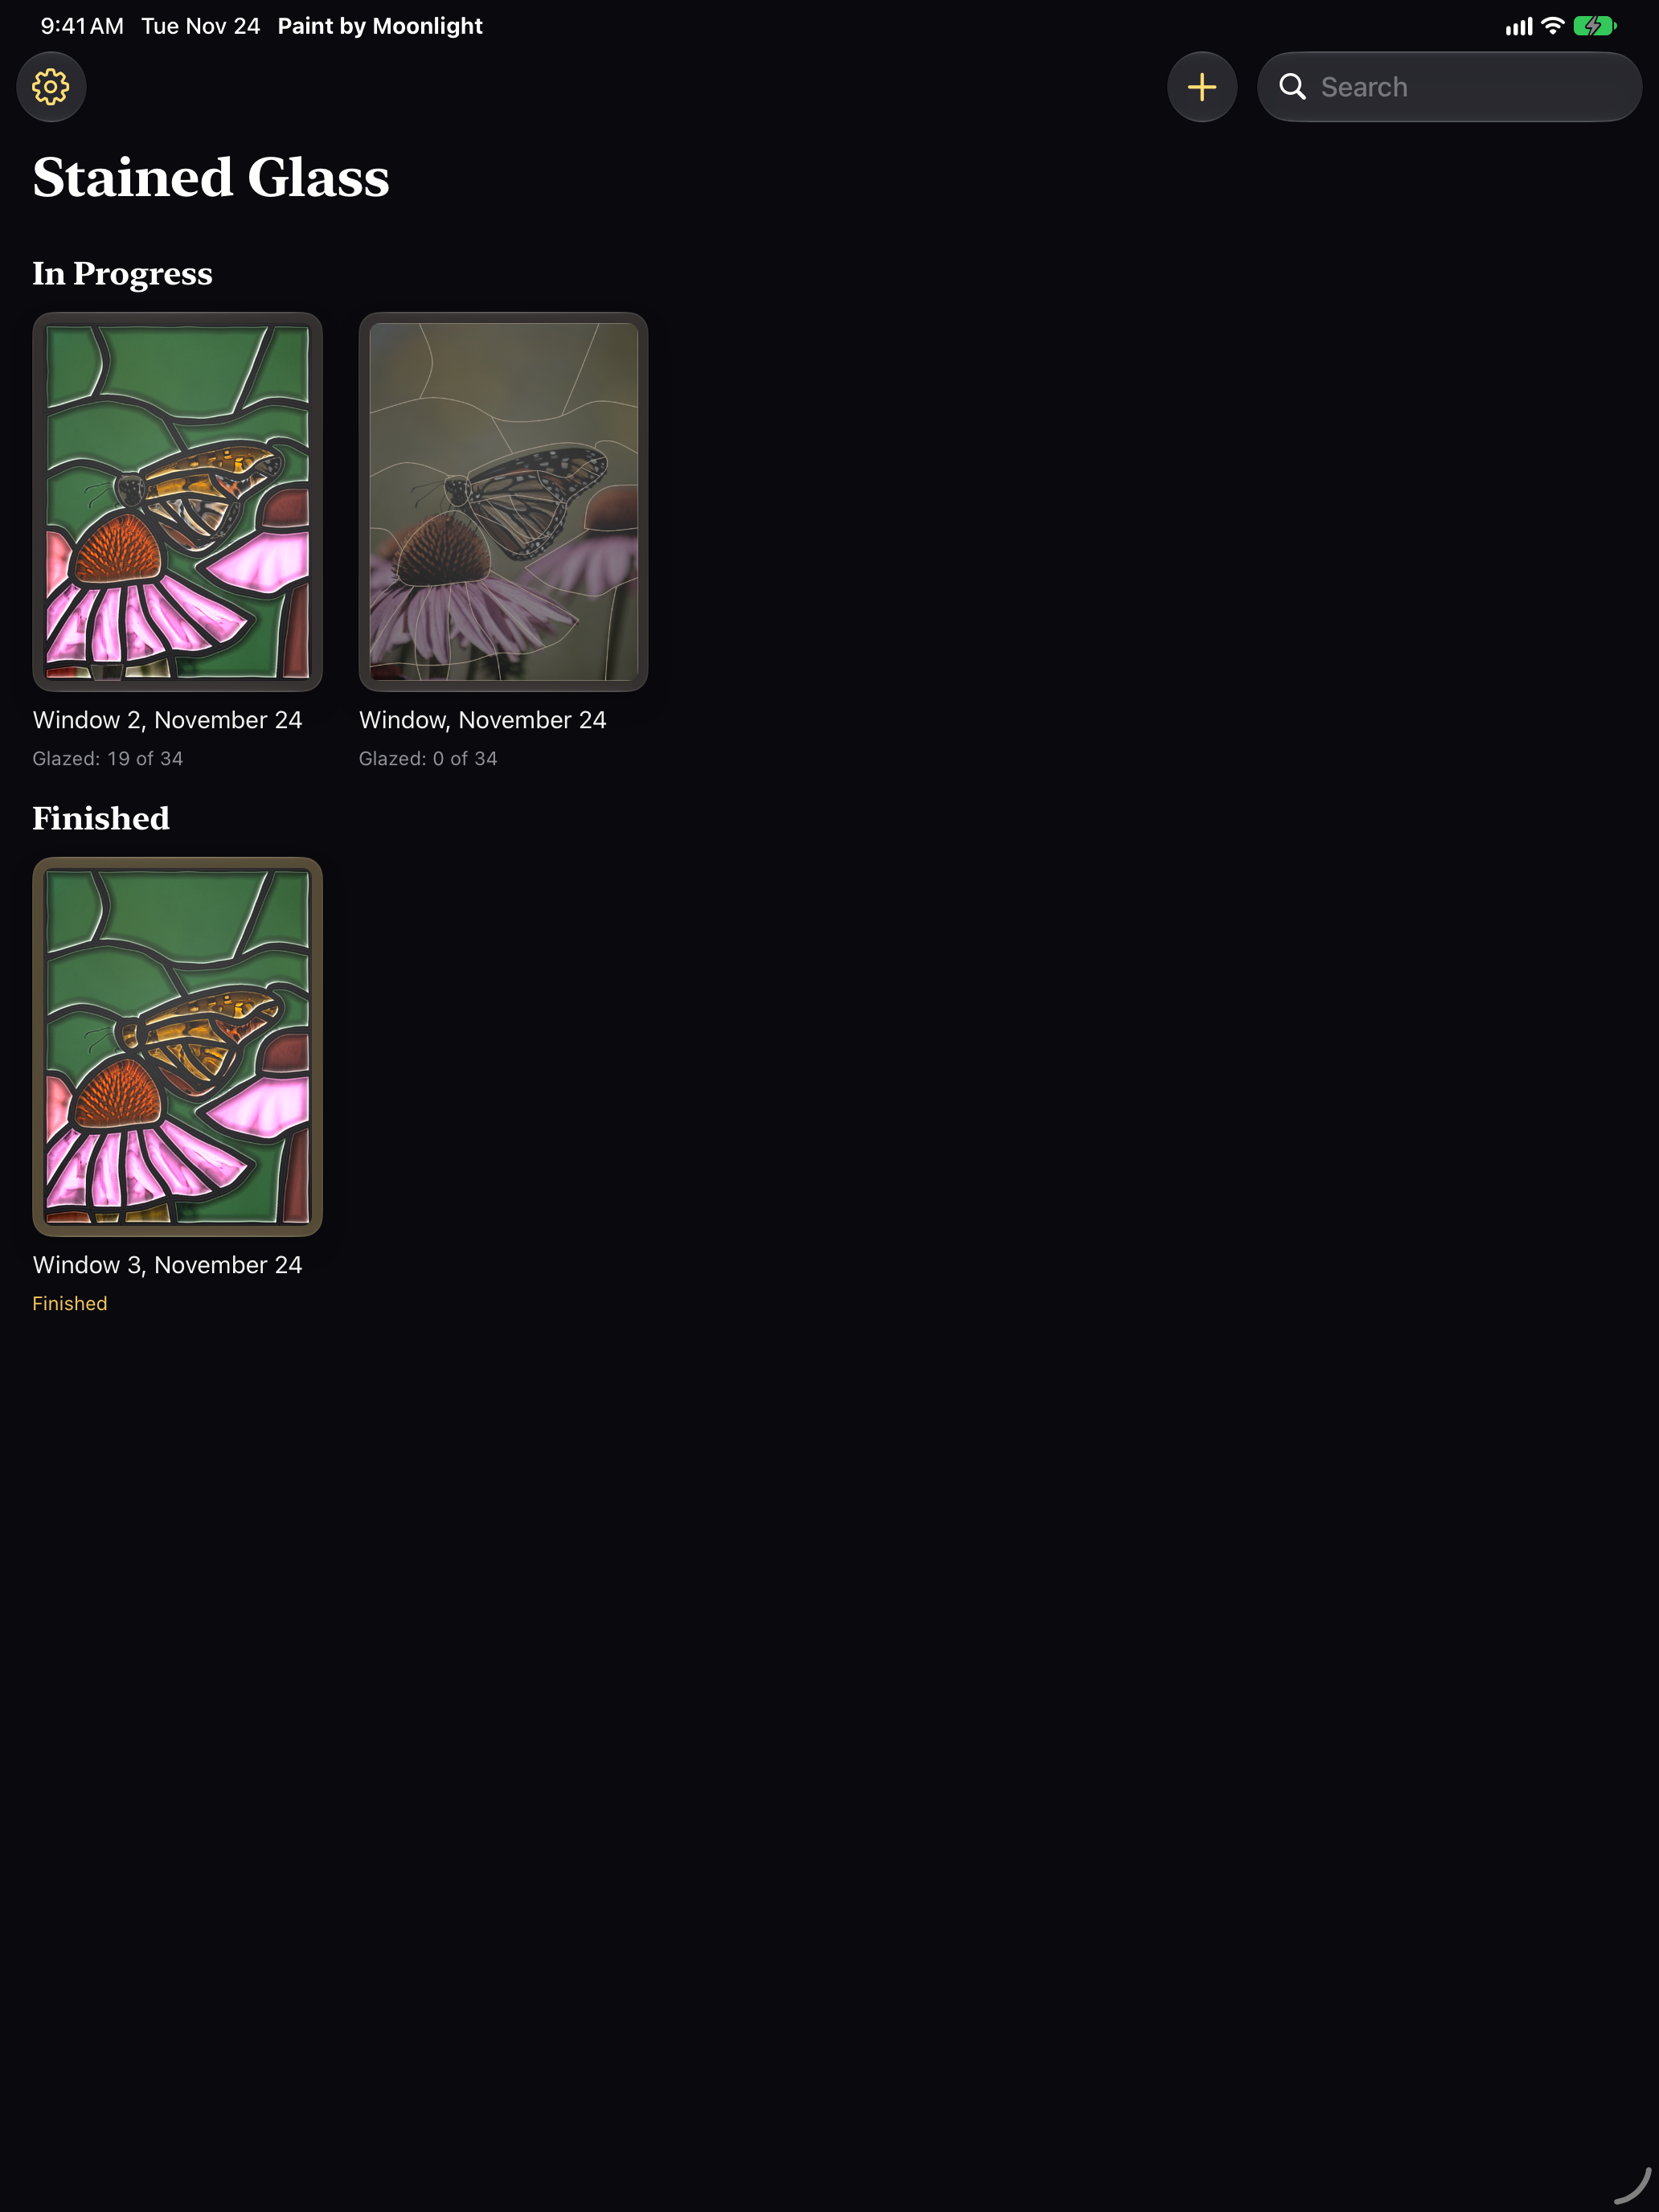 9:41 AM Tue Nov 24 Paint by Moonlight
Search
Stained Glass
In Progress
Window 2, November 24
Glazed: 19 of 34
Window, November 24
Glazed: 0 of 34
Finished
Window 3, November 24
Finished